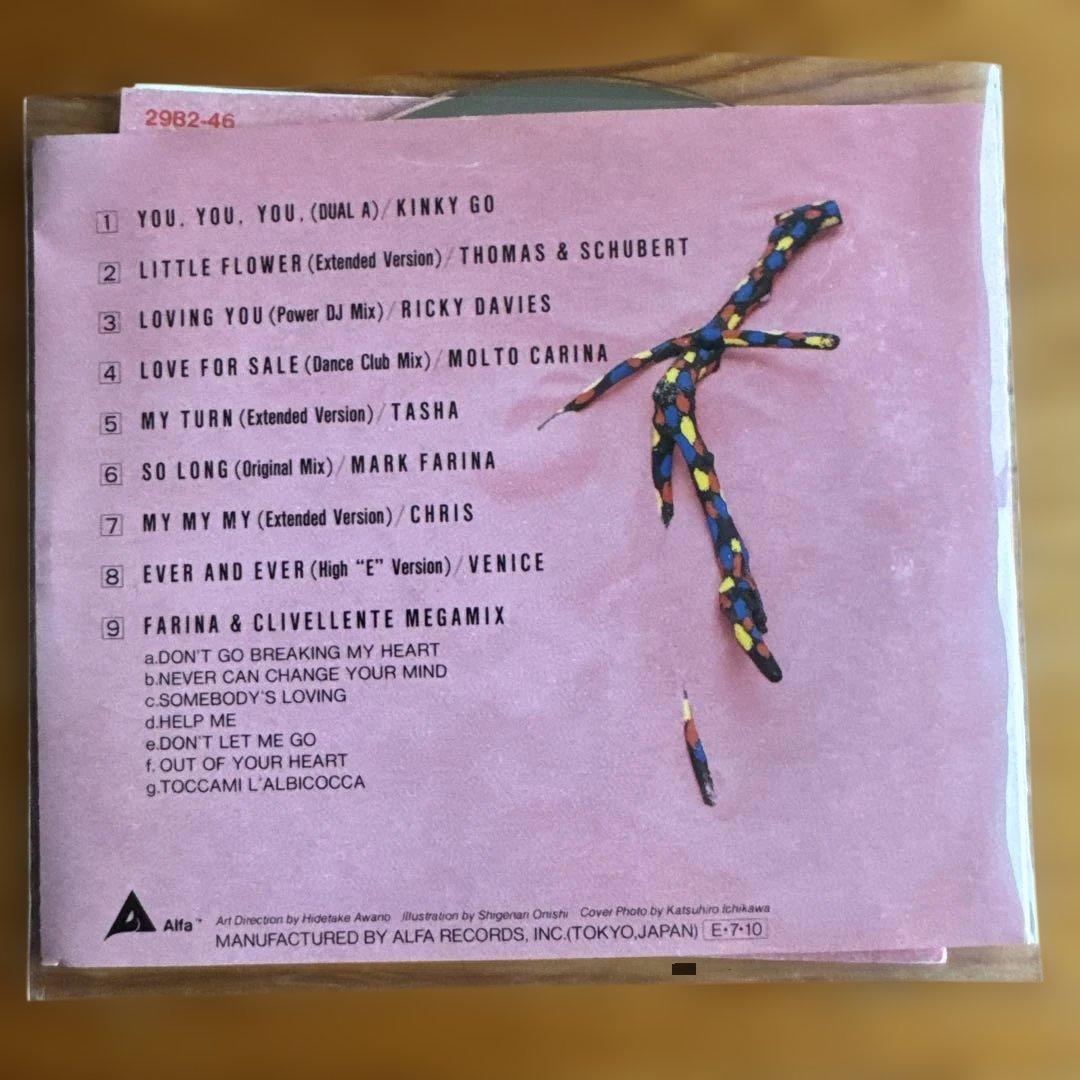 29B2-46
1 YOU, YOU, YOU, (DUAL A)/KINKY GO
2 LITTLE FLOWER (Extended Version)/THOMAS & SCHUBERT
3 LOVING YOU (Power DJ Mix)/RICKY DAVIES
4 LOVE FOR SALE (Dance Club Mix)/MOLTO CARINA
5 MY TURN (Extended Version)/TASHA
6 SO LONG (Original Mix)/MARK FARINA
7 MY MY MY (Extended Version)/CHRIS
8 EVER AND EVER (High "E" Version)/VENICE
9 FARINA & CLIVELLENTE MEGAMIX
a.DON'T GO BREAKING MY HEART
b.NEVER CAN CHANGE YOUR MIND
c.SOMEBODY'S LOVING
d.HELP ME
e.DON'T LET ME GO
f. OUT OF YOUR HEART
g.TOCCAMI L'ALBICOCCA
Alfa™ Art Direction by Hidetake Awano Illustration by Shigenari Onishi Cover Photo by Katsuhiro Ichikawa
MANUFACTURED BY ALFA RECORDS, INC.(TOKYO,JAPAN) E•7•10